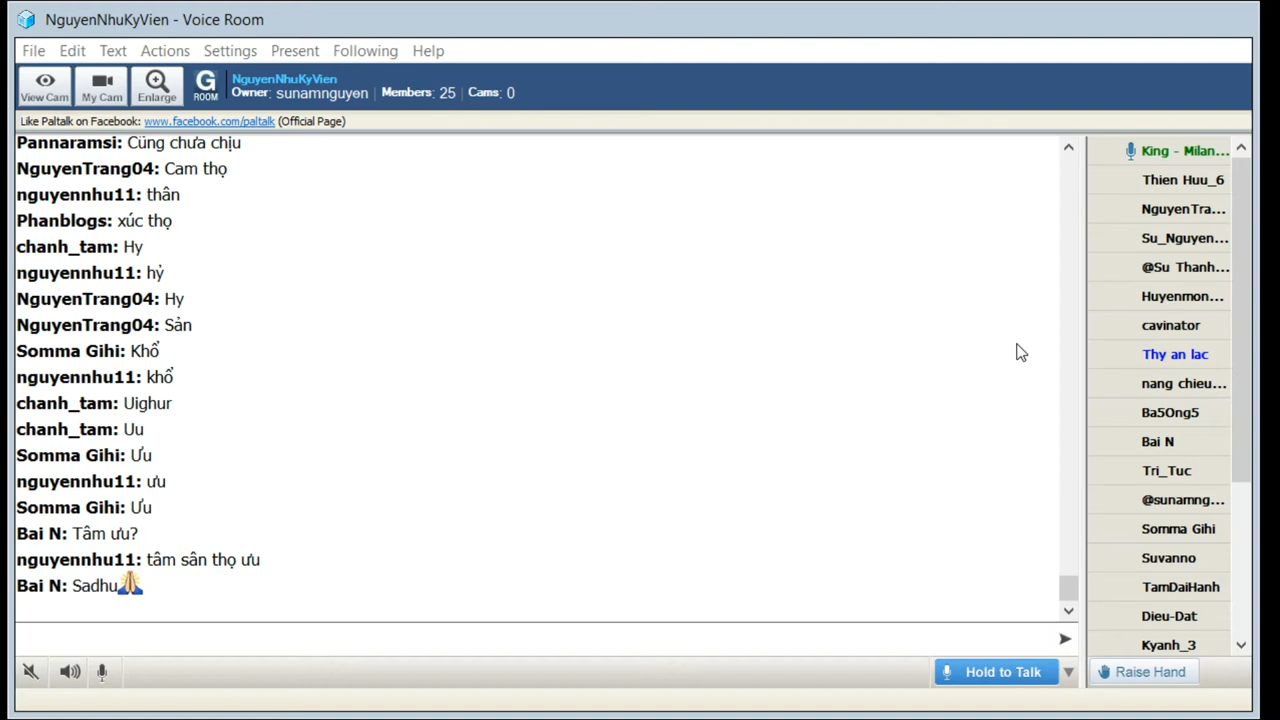 NguyenNhuKyVien - Voice Room
File Edit Text Actions Settings Present Following Help
View Cam
My Cam
Enlarge
G ROOM
NguyenNhuKyVien
Owner: sunamnguyen | Members: 25 | Cams: 0
Like Paltalk on Facebook: www.facebook.com/paltalk (Official Page)
Pannaramsi: Cũng chưa chịu
NguyenTrang04: Cam thọ
nguyennhu11: thân
Phanblogs: xúc thọ
chanh_tam: Hy
nguyennhu11: hỷ
NguyenTrang04: Hy
NguyenTrang04: Sản
Somma Gihi: Khổ
nguyennhu11: khổ
chanh_tam: Uighur
chanh_tam: Uu
Somma Gihi: Ưu
nguyennhu11: ưu
Somma Gihi: Ưu
Bai N: Tâm ưu?
nguyennhu11: tâm sân thọ ưu
Bai N: Sadhu🙏
King - Milan...
Thien Huu_6
NguyenTra...
Su_Nguyen...
@Su Thanh...
Huyenmon...
cavinator
Thy an lac
nang chieu...
Ba5Ong5
Bai N
Tri_Tuc
@sunamng...
Somma Gihi
Suvanno
TamDaiHanh
Dieu-Dat
Kyanh_3
Hold to Talk
Raise Hand